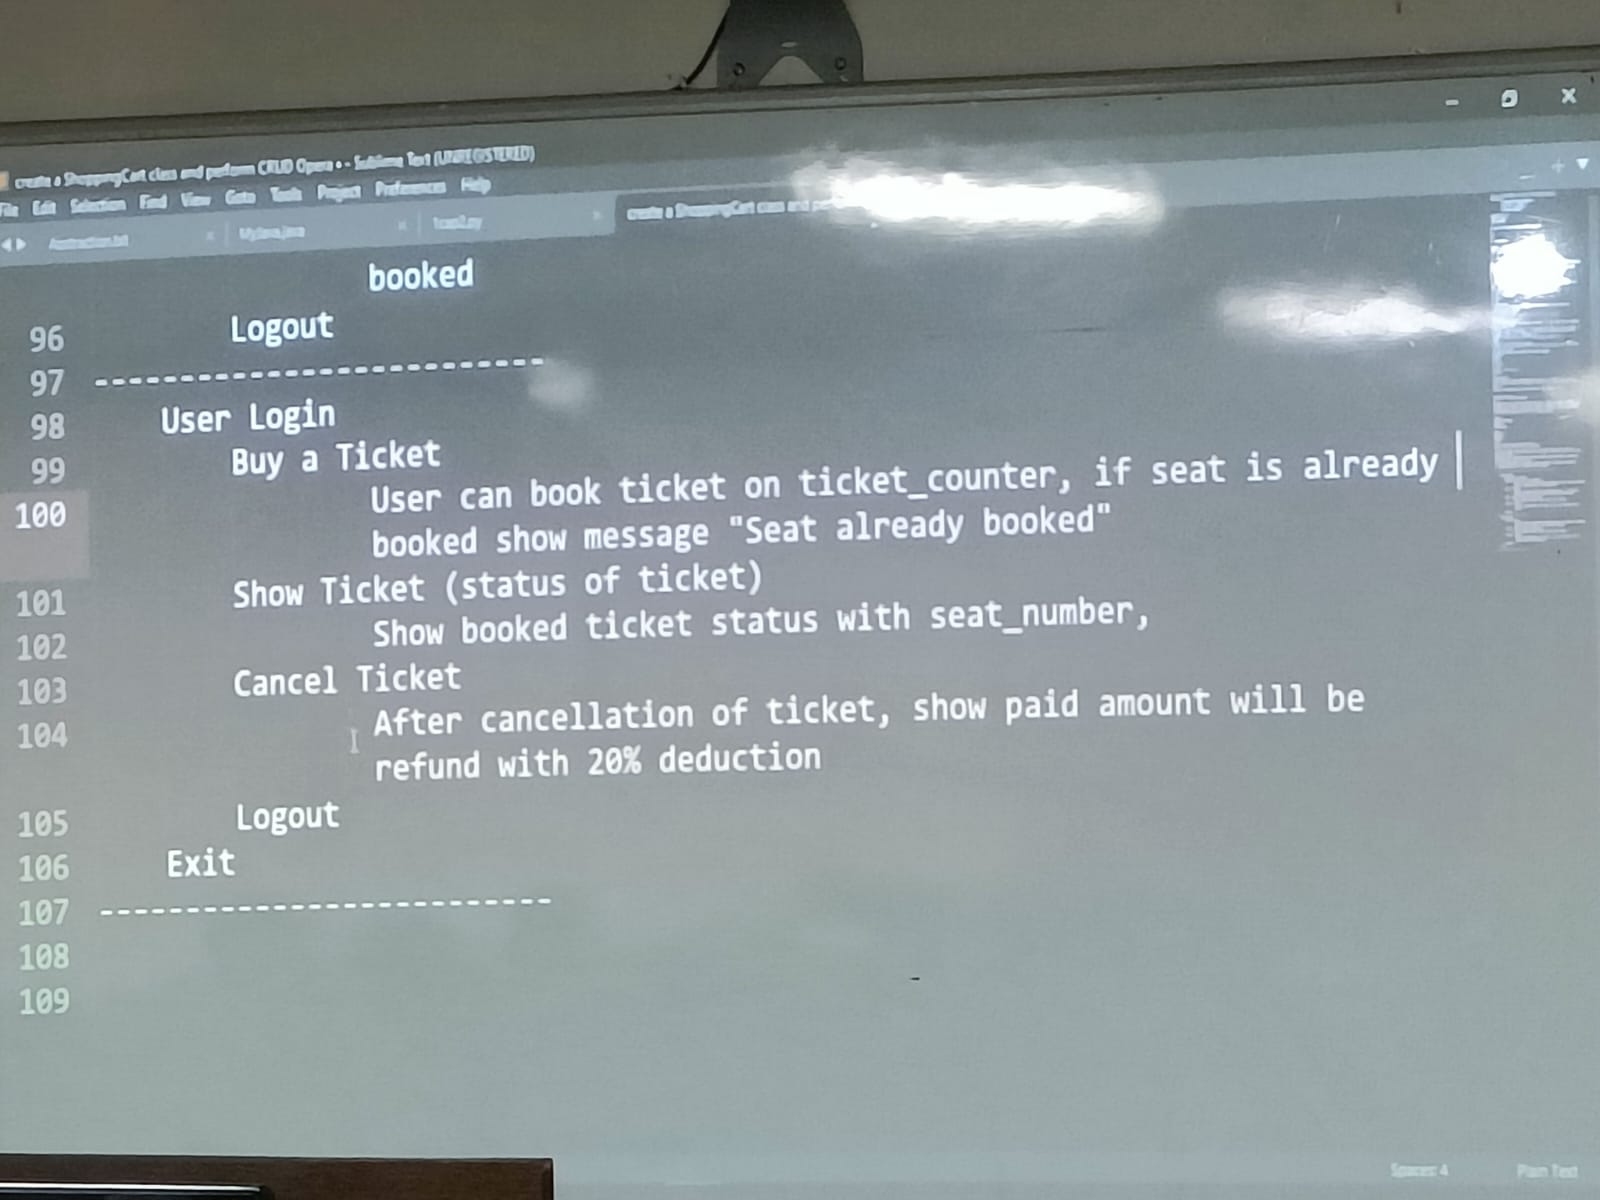 create a ShoppingCart class and perform CRUD Opera • - Sublime Text (UNREGISTERED)
File Edit Selection Find View Goto Tools Project Preferences Help
Abstraction.txt MyJava.java create a ShoppingCart class and
booked
96 Logout
97 --------------------------
98 User Login
99 Buy a Ticket
100 User can book ticket on ticket_counter, if seat is already
booked show message "Seat already booked"
101 Show Ticket (status of ticket)
102 Show booked ticket status with seat_number,
103 Cancel Ticket
104 After cancellation of ticket, show paid amount will be
refund with 20% deduction
105 Logout
106 Exit
107 --------------------------
108
109
Spaces: 4 Plain Text